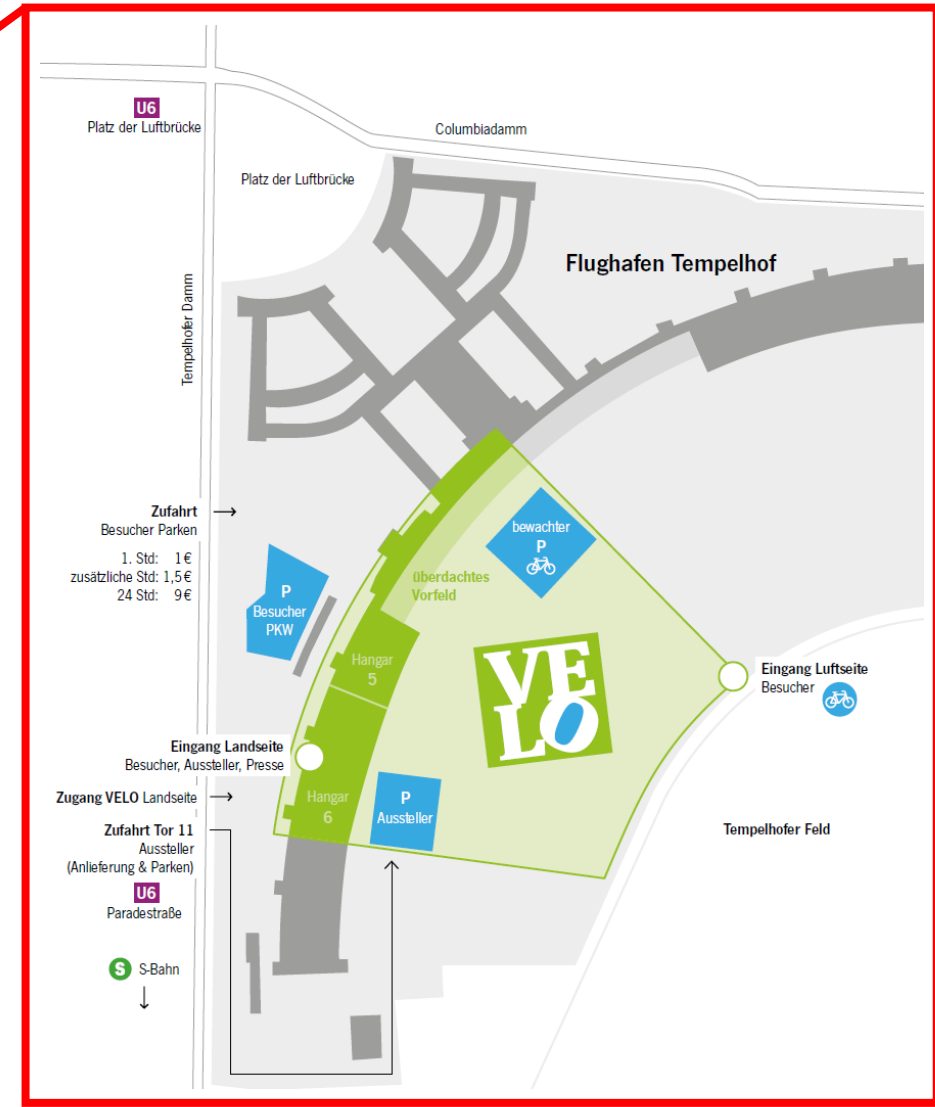 U6
Platz der Luftbrücke
Columbiadamm
Platz der Luftbrücke
Flughafen Tempelhof
Tempelhofer Damm
Zufahrt
Besucher Parken
1. Std: 1 €
zusätzliche Std: 1,5 €
24 Std: 9 €
bewachter
P
überdachtes
Vorfeld
P
Besucher
PKW
Hangar
5
VE
LO
Eingang Luftseite
Besucher
Eingang Landseite
Besucher, Aussteller, Presse
Zugang VELO Landseite
Hangar
6
P
Aussteller
Zufahrt Tor 11
Aussteller
(Anlieferung & Parken)
Tempelhofer Feld
U6
Paradestraße
S S-Bahn